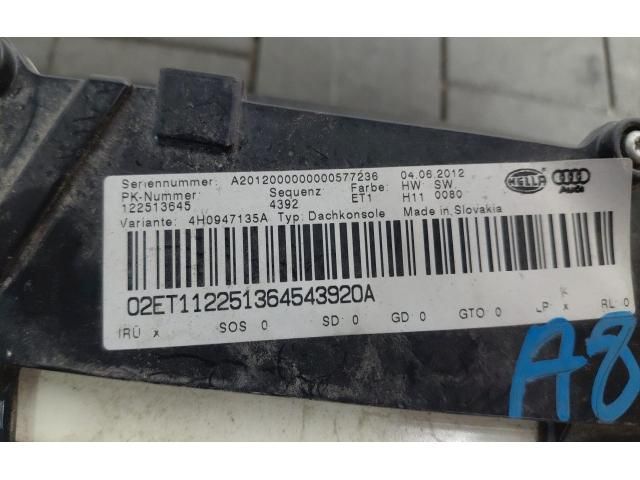 Seriennummer: A2012000000000577236 04.06.2012
PK-Nummer: Sequenz Farbe: HW SW HELLA
122513645 4392 ET1 H11 0080 Audi
Variante: 4H0947135A Typ: Dachkonsole Made in Slovakia
02ET112251364543920A
IRÜ x SOS 0 SD 0 GD 0 GTO 0 LP x RL 0
A8